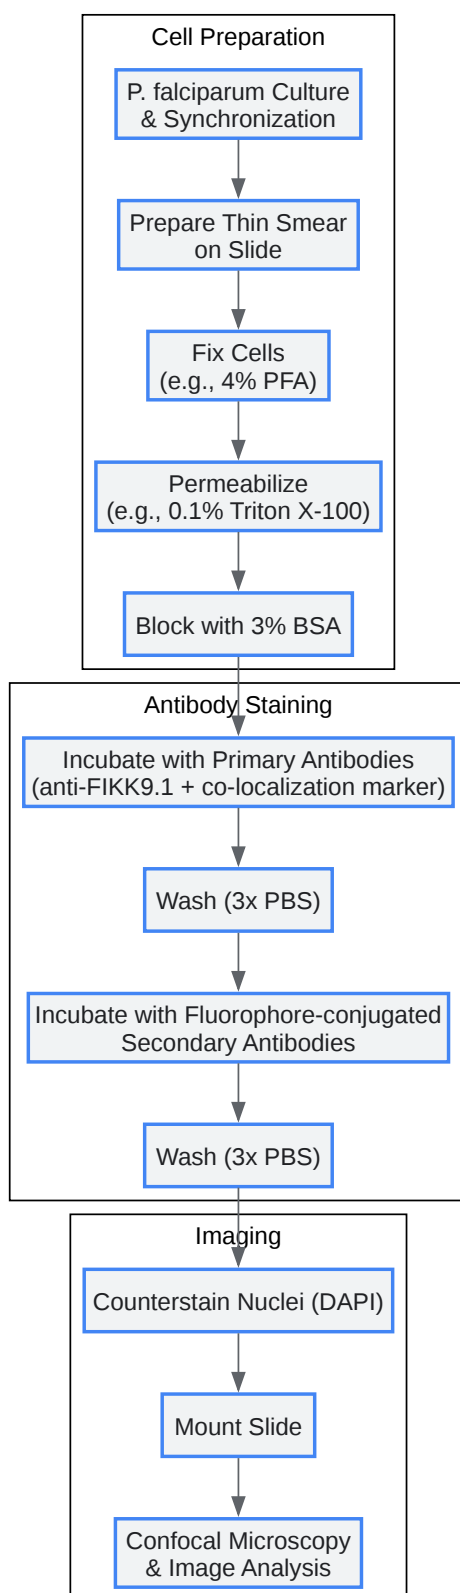 Cell Preparation
P. falciparum Culture
& Synchronization
Prepare Thin Smear
on Slide
Fix Cells
(e.g., 4% PFA)
Permeabilize
(e.g., 0.1% Triton X-100)
Block with 3% BSA
Antibody Staining
Incubate with Primary Antibodies
(anti-FIKK9.1 + co-localization marker)
Wash (3x PBS)
Incubate with Fluorophore-conjugated
Secondary Antibodies
Wash (3x PBS)
Imaging
Counterstain Nuclei (DAPI)
Mount Slide
Confocal Microscopy
& Image Analysis